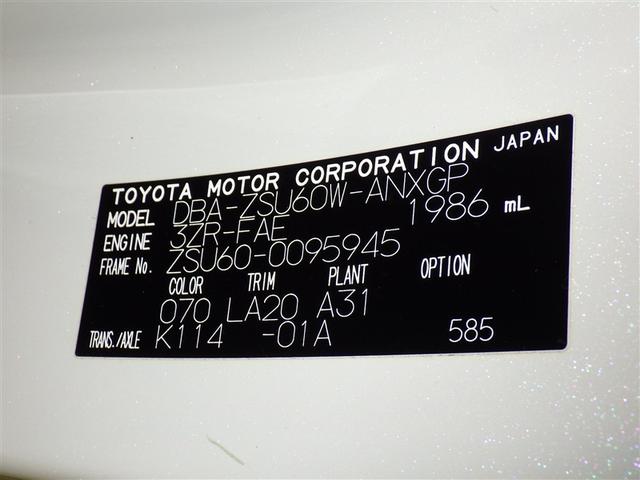 TOYOTA MOTOR CORPORATION JAPAN
MODEL DBA-ZSU60W-ANXGP
ENGINE 3ZR-FAE 1986 mL
FRAME No. ZSU60-0095945
COLOR TRIM PLANT OPTION
070 LA20 A31
TRANS./AXLE K114 -01A 585